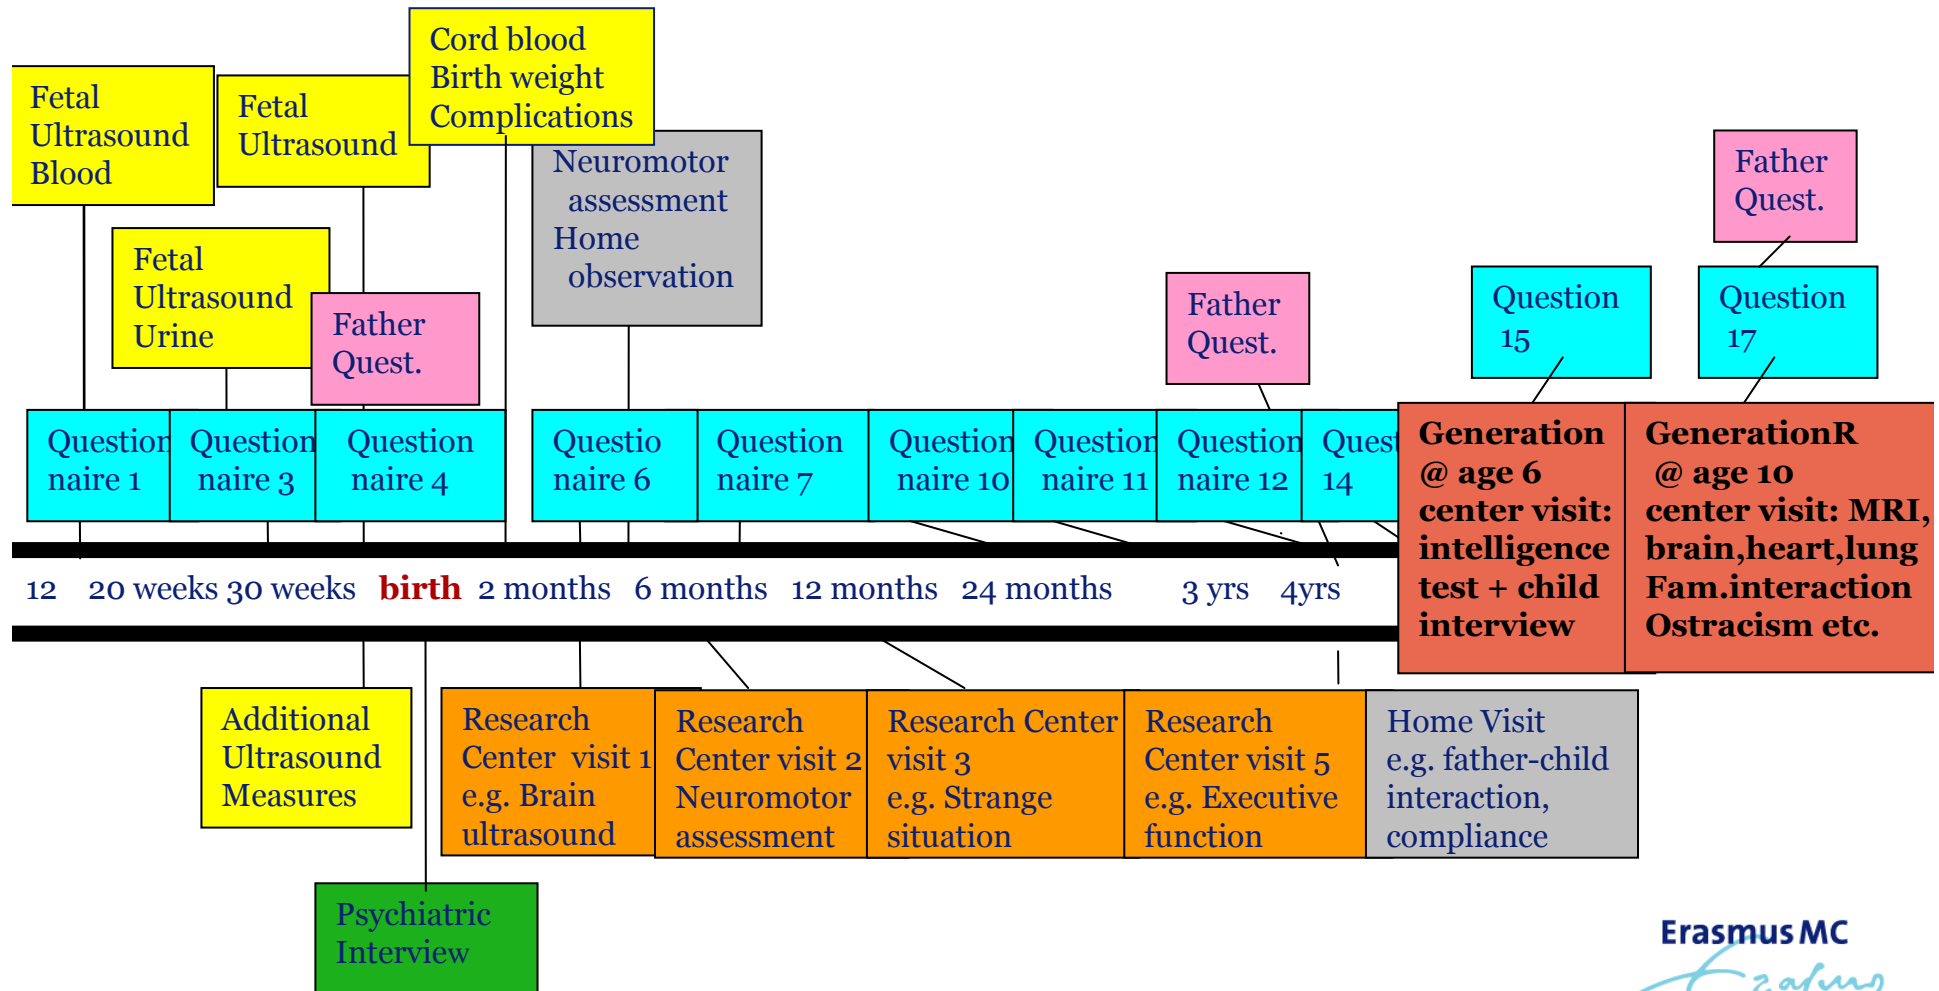 Cord blood
Birth weight
Complications
Fetal
Ultrasound
Blood
Fetal
Ultrasound
Neuromotor
assessment
Home
observation
Father
Quest.
Fetal
Ultrasound
Urine
Father
Quest.
Father
Quest.
Question
15
Question
17
Question
naire 1
Question
naire 3
Question
naire 4
Questio
naire 6
Question
naire 7
Question
naire 10
Question
naire 11
Question
naire 12
Quest
14
Generation
@ age 6
center visit:
intelligence
test + child
interview
GenerationR
@ age 10
center visit: MRI,
brain,heart,lung
Fam.interaction
Ostracism etc.
12 20 weeks 30 weeks birth 2 months 6 months 12 months 24 months 3 yrs 4yrs
Additional
Ultrasound
Measures
Research
Center visit 1
e.g. Brain
ultrasound
Research
Center visit 2
Neuromotor
assessment
Research Center
visit 3
e.g. Strange
situation
Research
Center visit 5
e.g. Executive
function
Home Visit
e.g. father-child
interaction,
compliance
Psychiatric
Interview
Erasmus MC
Erasmus